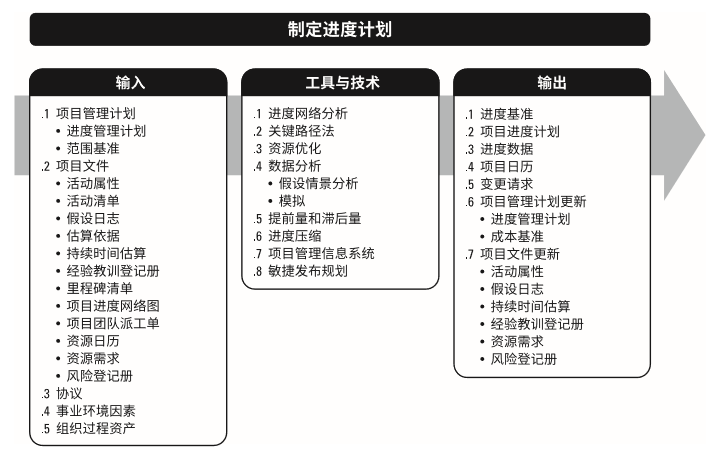 制定进度计划
输入
.1 项目管理计划
• 进度管理计划
• 范围基准
.2 项目文件
• 活动属性
• 活动清单
• 假设日志
• 估算依据
• 持续时间估算
• 经验教训登记册
• 里程碑清单
• 项目进度网络图
• 项目团队派工单
• 资源日历
• 资源需求
• 风险登记册
.3 协议
.4 事业环境因素
.5 组织过程资产
工具与技术
.1 进度网络分析
.2 关键路径法
.3 资源优化
.4 数据分析
• 假设情景分析
• 模拟
.5 提前量和滞后量
.6 进度压缩
.7 项目管理信息系统
.8 敏捷发布规划
输出
.1 进度基准
.2 项目进度计划
.3 进度数据
.4 项目日历
.5 变更请求
.6 项目管理计划更新
• 进度管理计划
• 成本基准
.7 项目文件更新
• 活动属性
• 假设日志
• 持续时间估算
• 经验教训登记册
• 资源需求
• 风险登记册